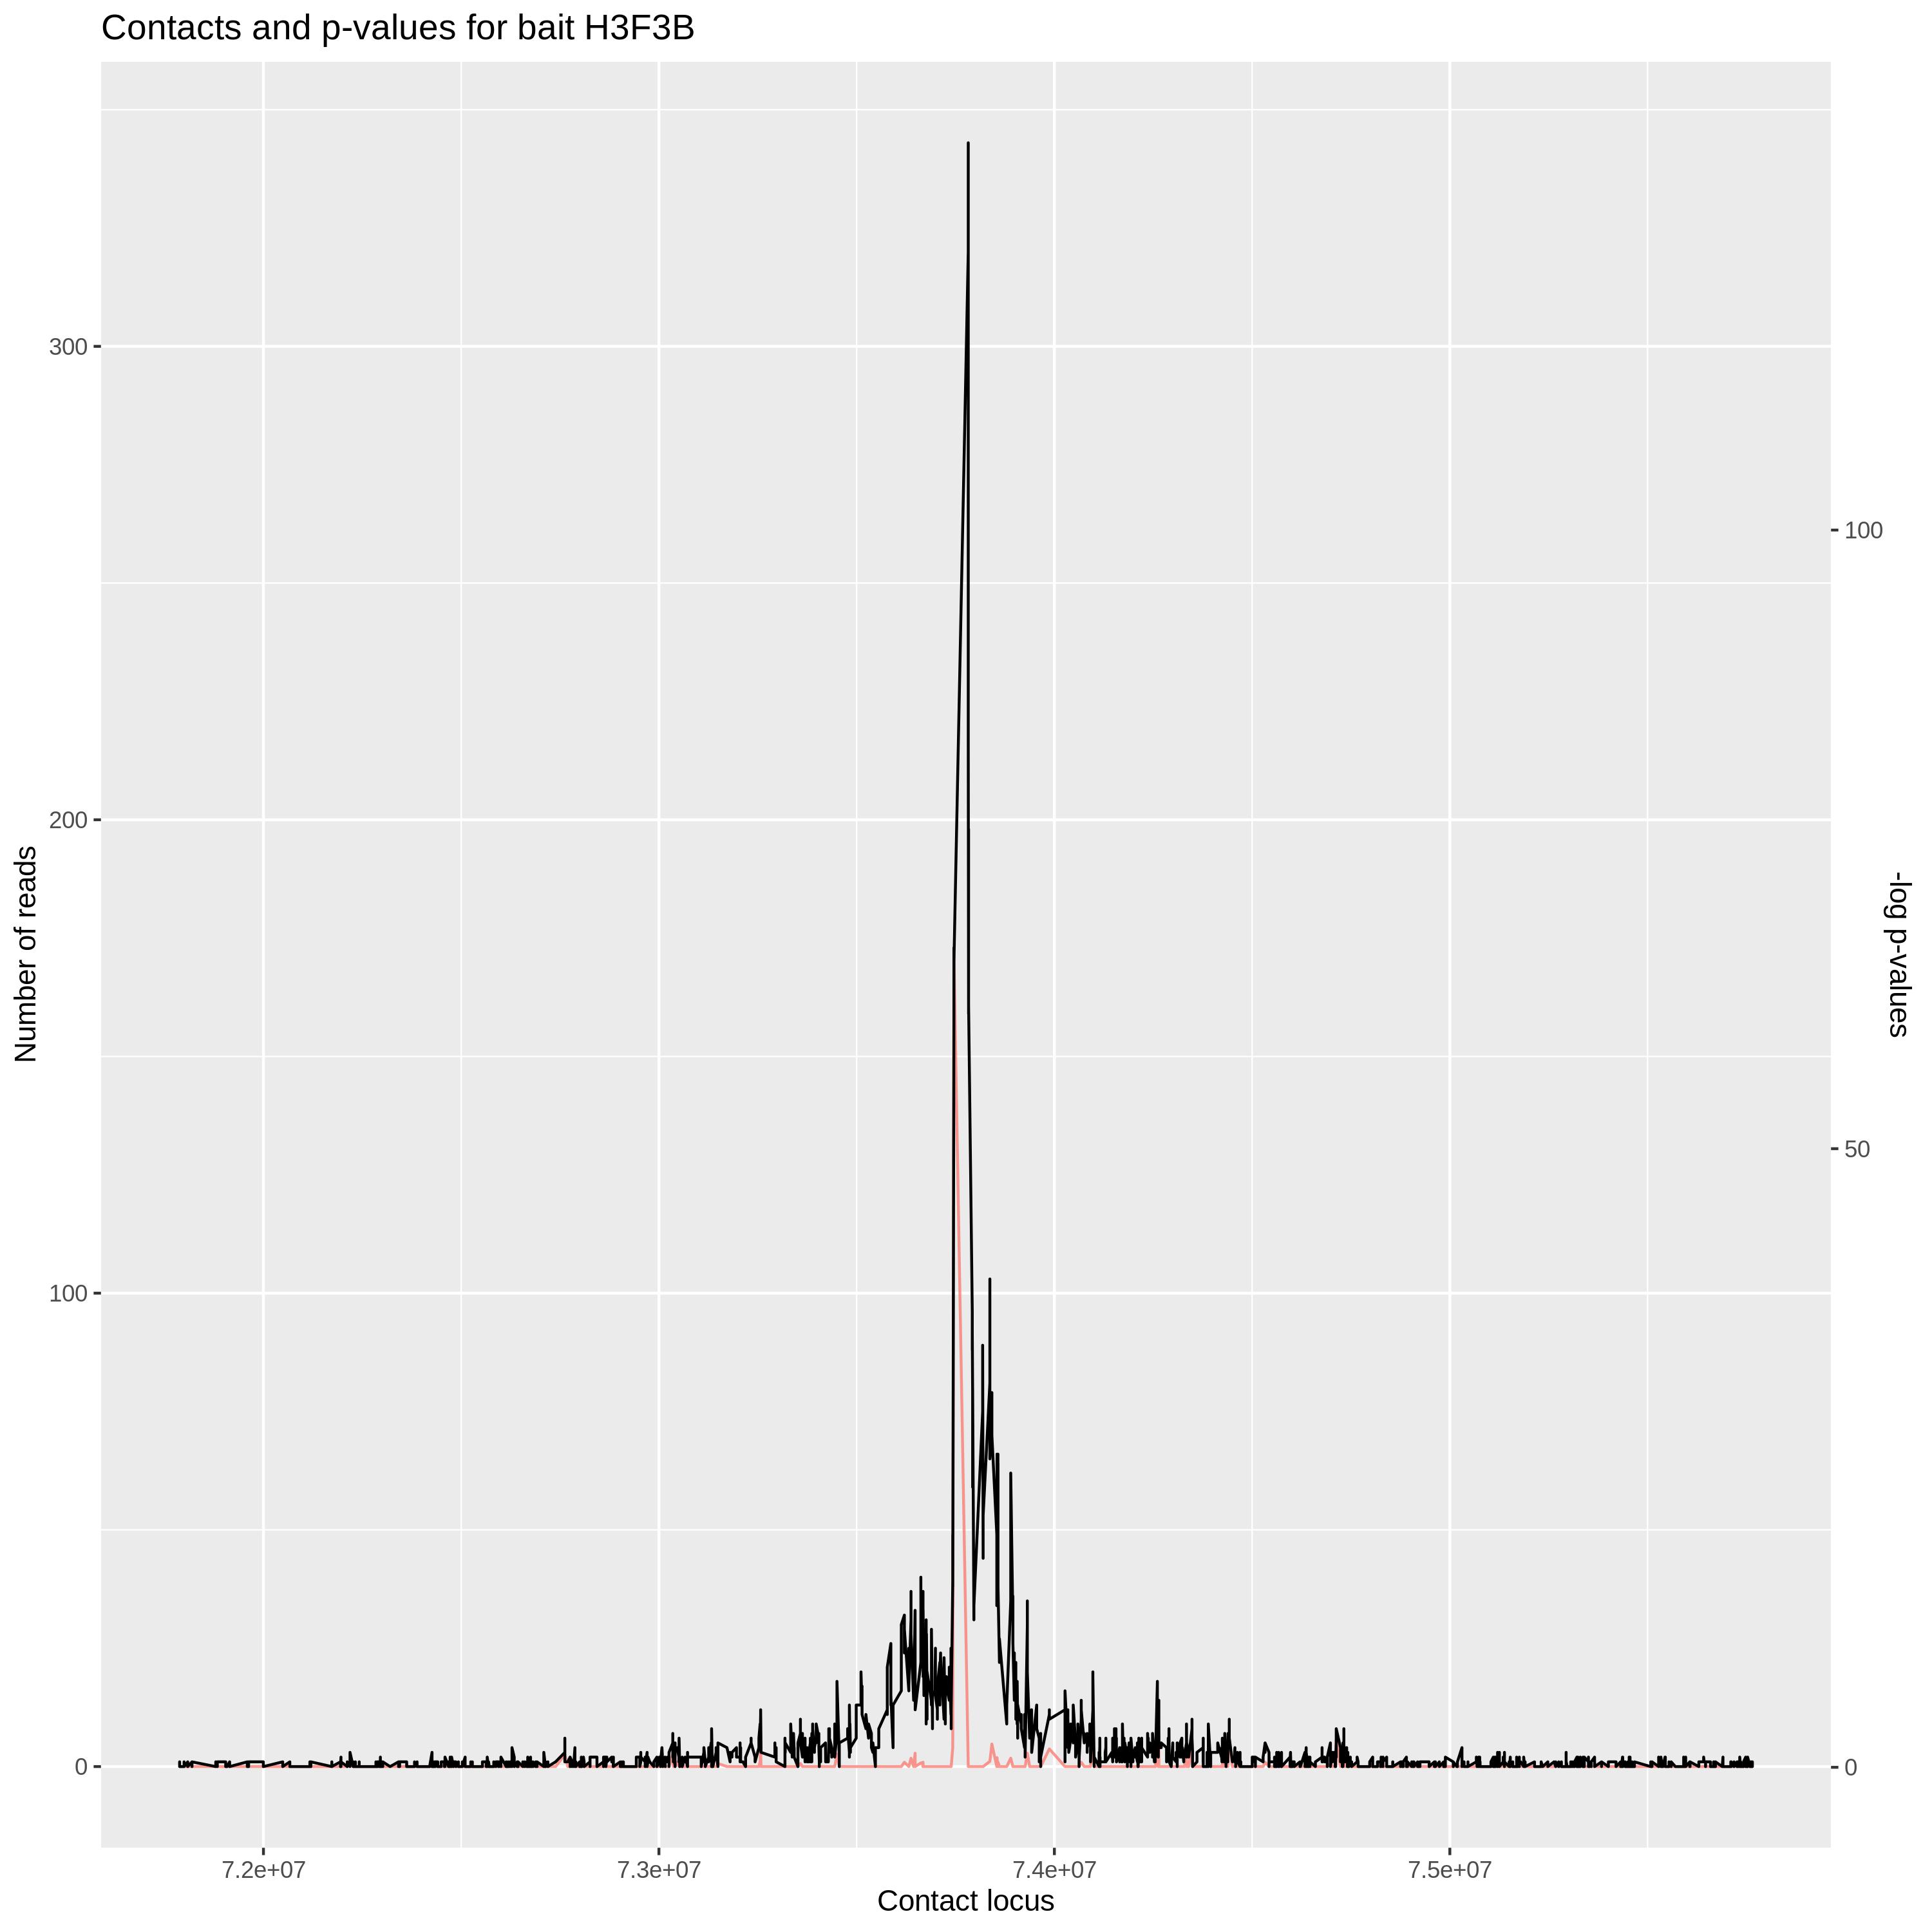 Contacts and p-values for bait H3F3B
300
200
100
0
Number of reads
100
50
0
-log p-values
7.2e+07
7.3e+07
7.4e+07
7.5e+07
Contact locus